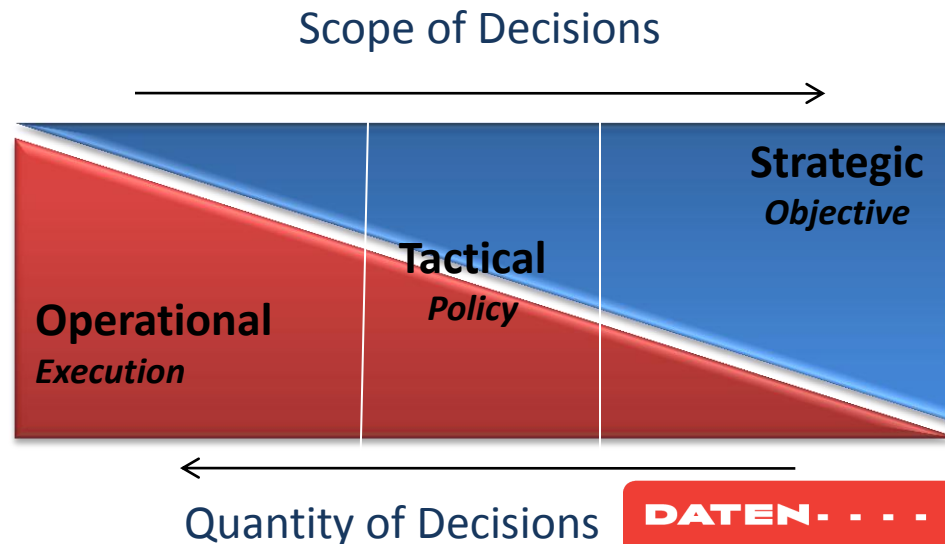 Scope of Decisions
Strategic
Objective
Tactical
Policy
Operational
Execution
Quantity of Decisions
DATEN- - - -